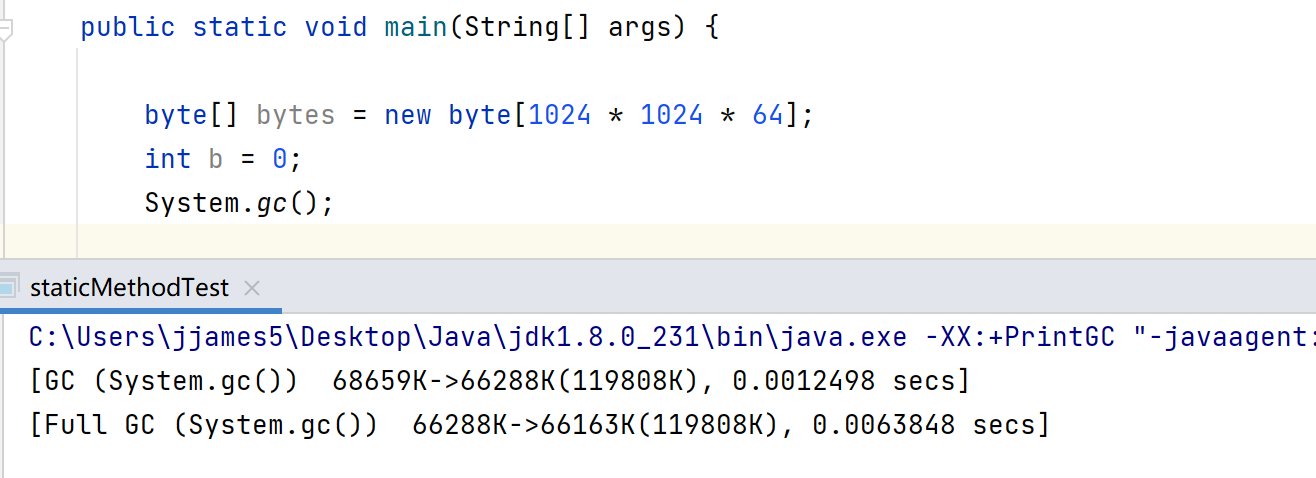 public static void main(String[] args) {
byte[] bytes = new byte[1024 * 1024 * 64];
int b = 0;
System.gc();
staticMethodTest
C:\Users\jjames5\Desktop\Java\jdk1.8.0_231\bin\java.exe -XX:+PrintGC "-javaagent:
[GC (System.gc())  68659K->66288K(119808K), 0.0012498 secs]
[Full GC (System.gc())  66288K->66163K(119808K), 0.0063848 secs]